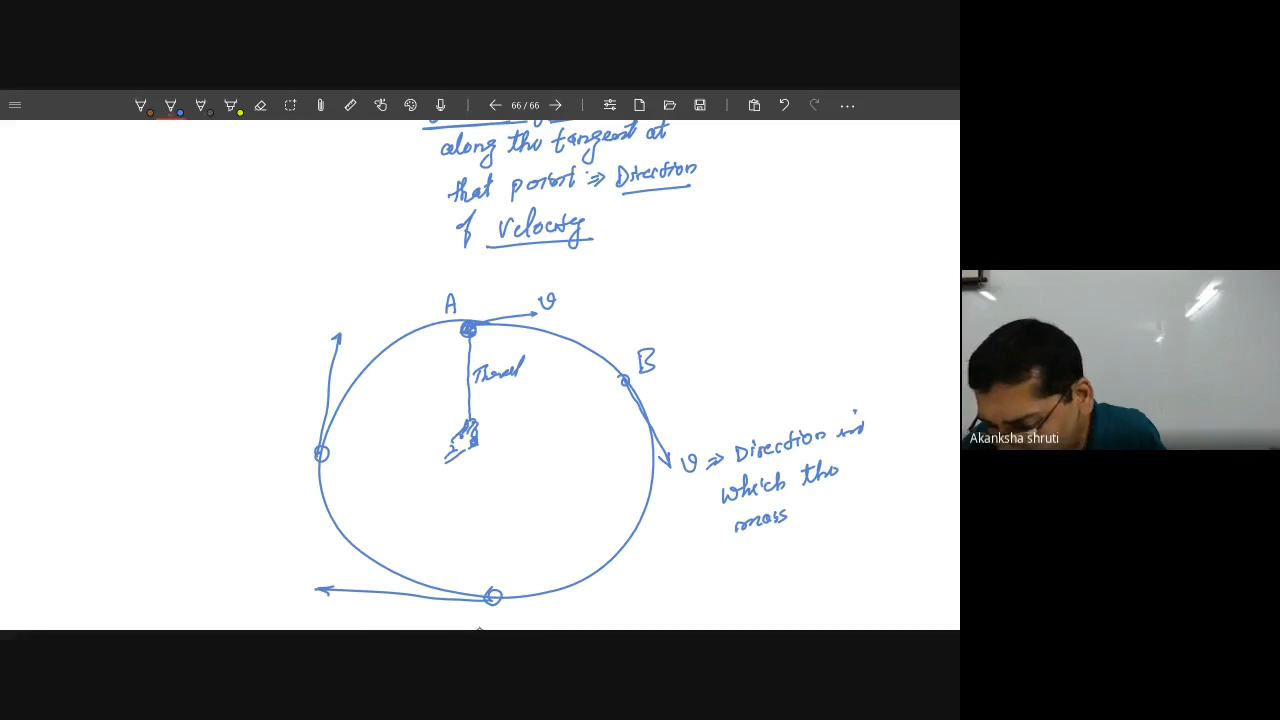 66 / 66
along the tangent at
that point ⇒ Direction
of Velocity
A
v
Thread
B
v ⇒ Direction in
which the
mass
Akanksha shruti